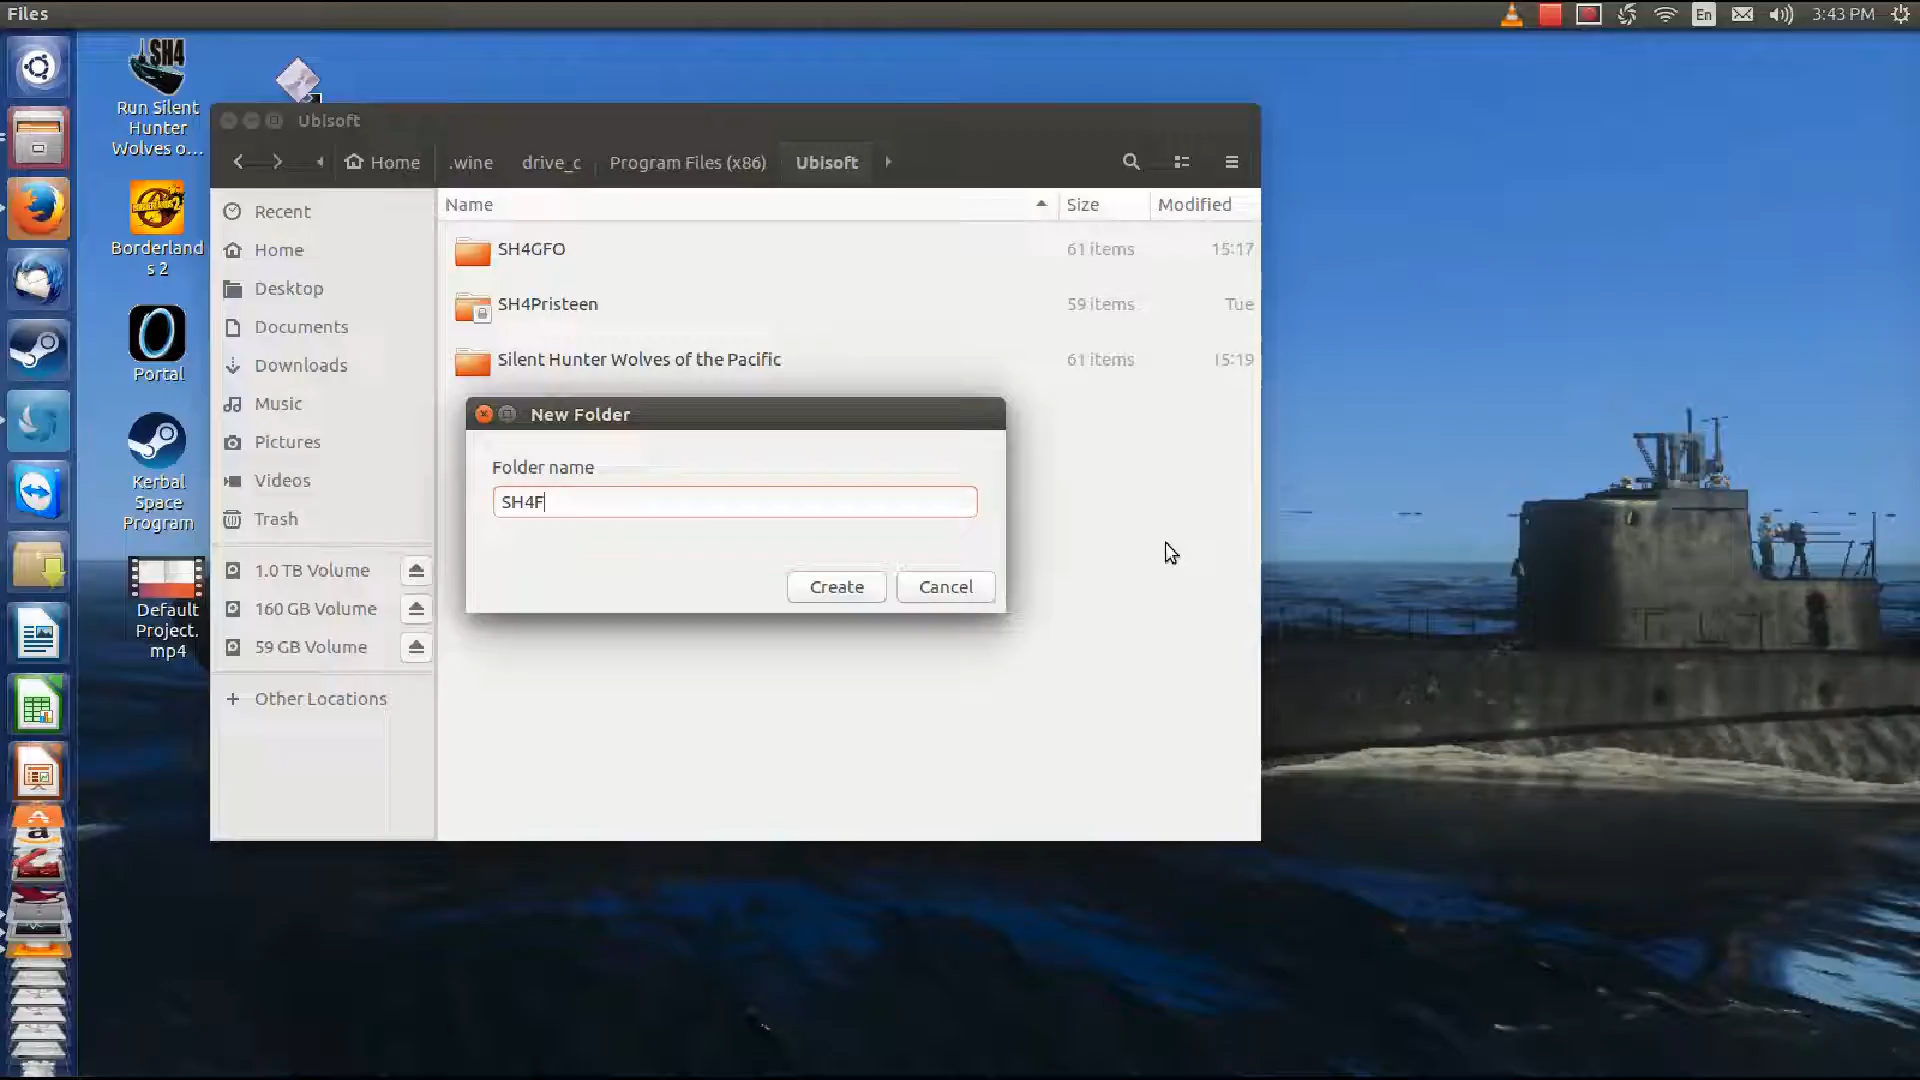 Files
En
3:43 PM
SH4
Run Silent
Hunter
Wolves o...
Borderland
s 2
Portal
Kerbal
Space
Program
Default
Project.
mp4
Ubisoft
Home
.wine
drive_c
Program Files (x86)
Ubisoft
Recent
Home
Desktop
Documents
Downloads
Music
Pictures
Videos
Trash
1.0 TB Volume
160 GB Volume
59 GB Volume
+ Other Locations
Name
Size
Modified
SH4GFO
61 items
15:17
SH4Pristeen
59 items
Tue
Silent Hunter Wolves of the Pacific
61 items
15:19
New Folder
Folder name
SH4F
Create
Cancel